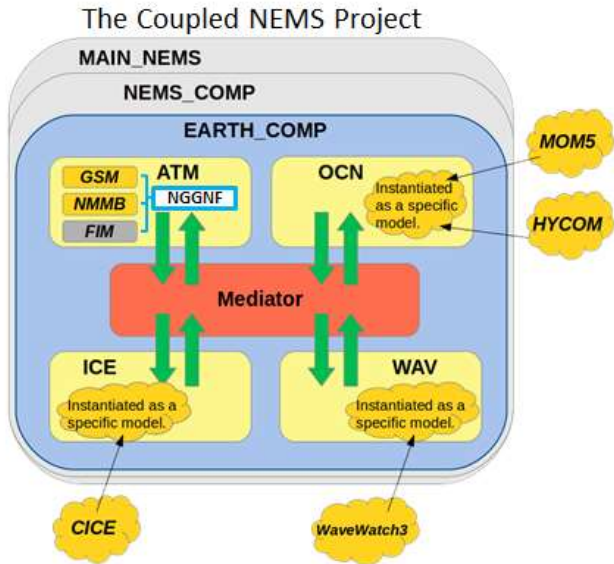 The Coupled NEMS Project
MAIN_NEMS
NEMS_COMP
EARTH_COMP
ATM
GSM
NMMB
FIM
NGGNF
OCN
Instantiated
as a specific
model.
MOM5
HYCOM
Mediator
ICE
Instantiated as a
specific model.
WAV
Instantiated as a
specific model.
CICE
WaveWatch3